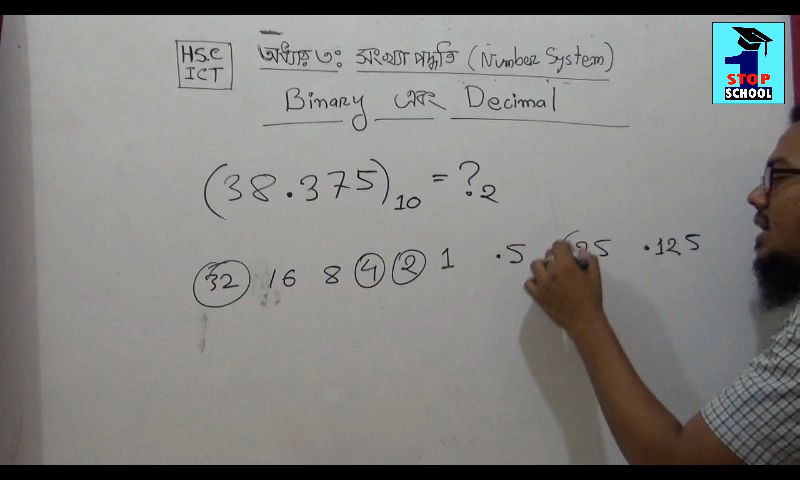 HSC
ICT
অধ্যায় ৩ঃ সংখ্যা পদ্ধতি (Number System)
Binary এবং Decimal
1
STOP
SCHOOL
(38.375)10 = ?2
32 16 8 4 2 1 .5 .125